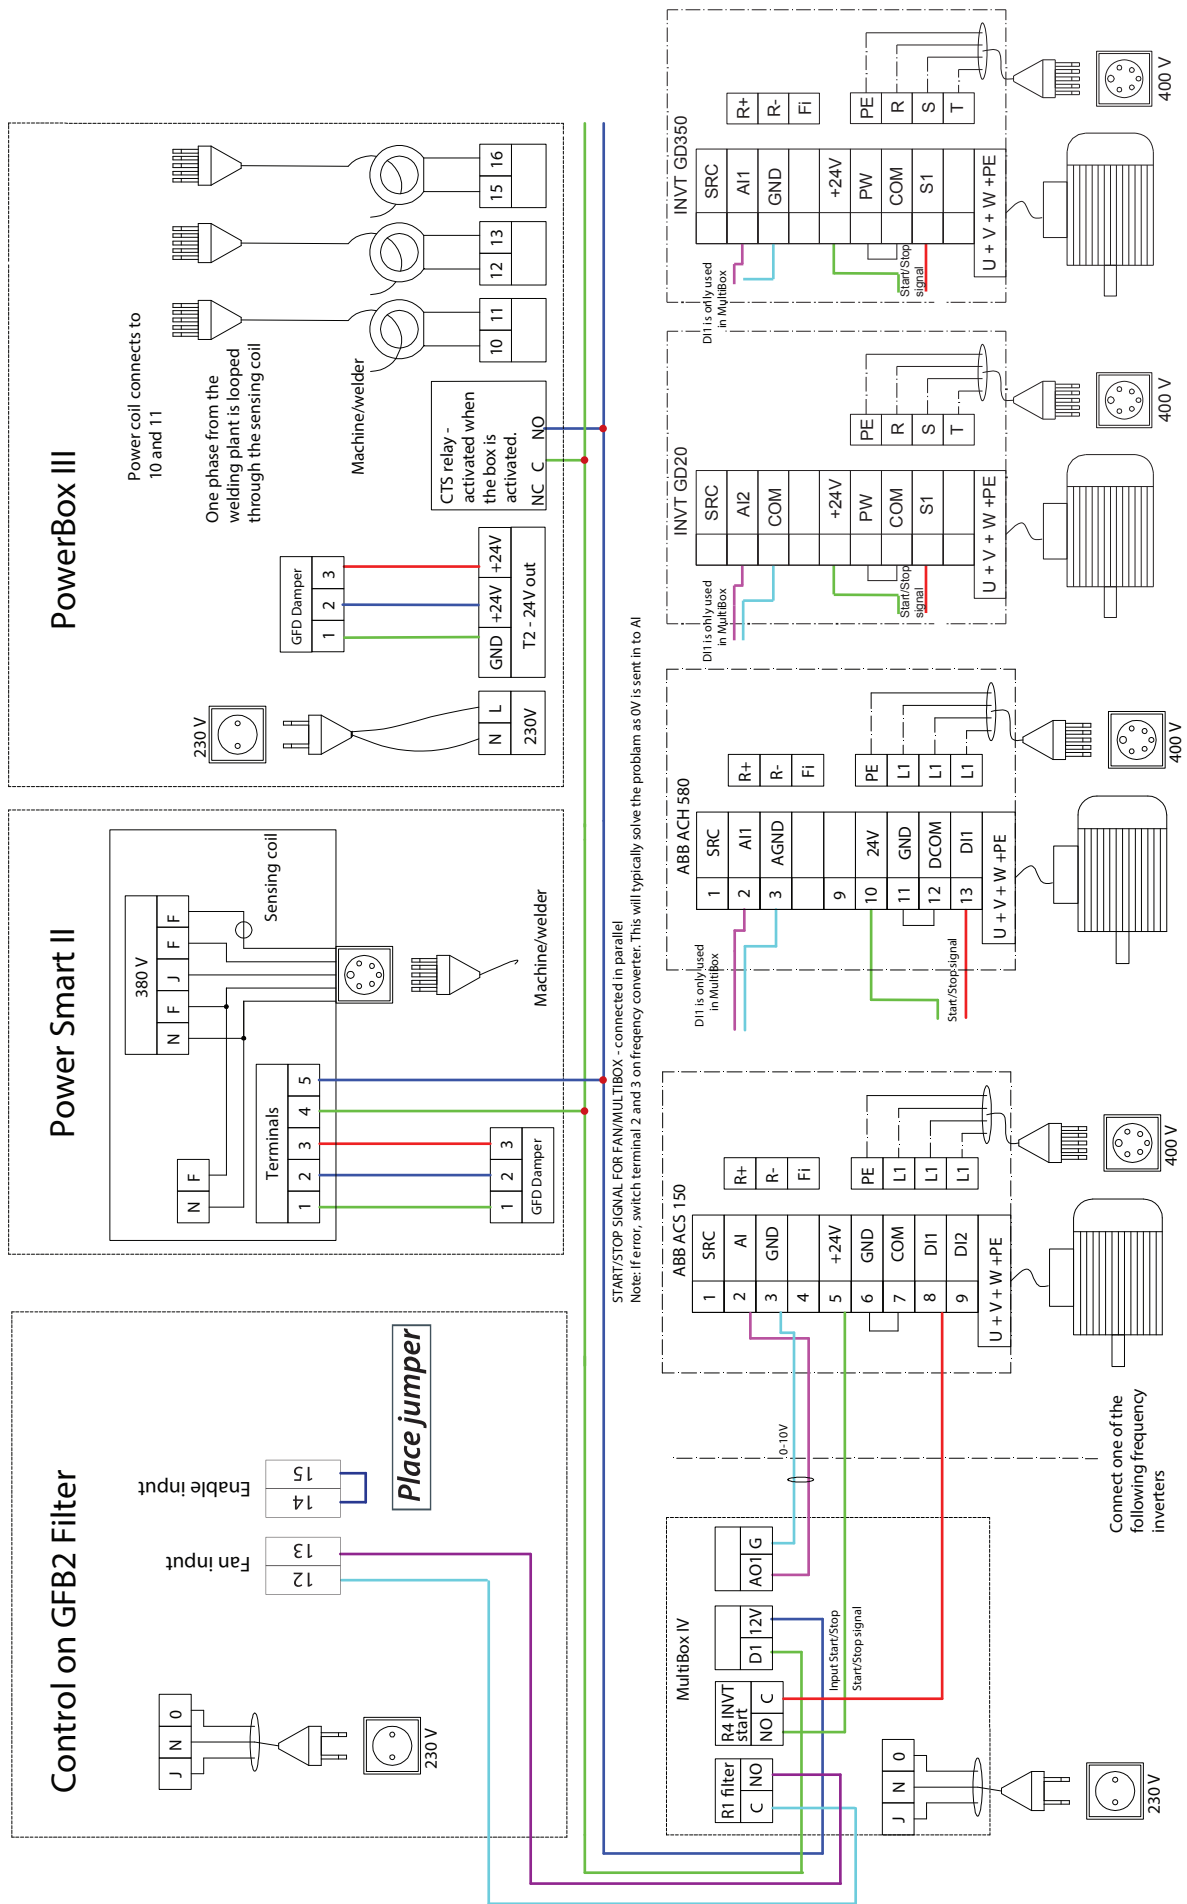 Control on GFB2 Filter
J N 0
230 V
Fan input
12 13
Enable input
14 15
Place jumper
Power Smart II
N F
380 V
N F J F F
Sensing coil
Terminals
1 2 3 4 5
1 2 3
GFD Damper
Machine/welder
PowerBox III
230 V
N L
230V
GFD Damper
1 2 3
GND +24V +24V
T2 - 24V out
Power coil connects to
10 and 11
One phase from the
welding plant is looped
through the sensing coil
Machine/welder
CTS relay -
activated when
the box is
activated.
NC C NO
10 11
12 13
15 16
START/STOP SIGNAL FOR FAN/MULTIBOX - connected in parallel
Note: If error, switch terminal 2 and 3 on freqency converter. This will typically solve the problam as 0V is sent in to AI
MultiBox IV
R1 filter
C NO
R4 INVT
start
NO C
D1 12V
AO1 G
Input Start/Stop
Start/Stop signal
J N 0
230 V
0-10V
Connect one of the
following frequency
inverters
ABB ACS 150
1 SRC
2 AI
3 GND
4
5 +24V
6 GND
7 COM
8 DI1
9 DI2
U + V + W +PE
R+
R-
Fi
PE
L1
L1
L1
400 V
ABB ACH 580
DI1 is only used
in MultiBox
1 SRC
2 AI1
3 AGND
9
10 24V
11 GND
12 DCOM
13 DI1
U + V + W +PE
Start/Stop signal
R+
R-
Fi
PE
L1
L1
L1
400 V
INVT GD20
DI1 is only used
in MultiBox
SRC
AI2
COM
+24V
PW
COM
S1
U + V + W +PE
Start/Stop
signal
PE
R
S
T
400 V
INVT GD350
DI1 is only used
in MultiBox
SRC
AI1
GND
+24V
PW
COM
S1
U + V + W +PE
Start/Stop
signal
R+
R-
Fi
PE
R
S
T
400 V